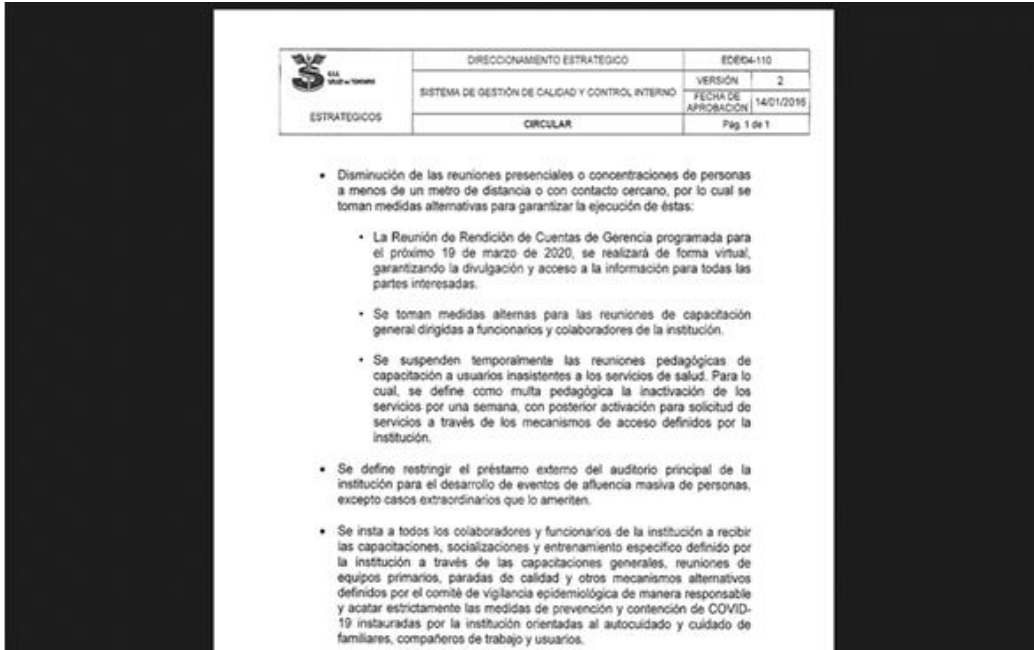 DIRECCIONAMIENTO ESTRATEGICO
SISTEMA DE GESTIÓN DE CALIDAD Y CONTROL INTERNO
VERSIÓN 2
FECHA DE
APROBACIÓN 14/01/2016
ESTRATEGICOS
CIRCULAR
Pág. 1 de 1
• Disminución de las reuniones presenciales o concentraciones de personas
a menos de un metro de distancia o con contacto cercano, por lo cual se
toman medidas alternativas para garantizar la ejecución de éstas:
• La Reunión de Rendición de Cuentas de Gerencia programada para
el próximo 19 de marzo de 2020, se realizará de forma virtual,
garantizando la divulgación y acceso a la información para todas las
partes interesadas.
• Se toman medidas alternas para las reuniones de capacitación
general dirigidas a funcionarios y colaboradores de la institución.
• Se suspenden temporalmente las reuniones pedagógicas de
capacitación a usuarios inasistentes a los servicios de salud. Para lo
cual, se define como multa pedagógica la inactivación de los
servicios por una semana, con posterior activación para solicitud de
servicios a través de los mecanismos de acceso definidos por la
institución.
• Se define restringir el préstamo externo del auditorio principal de la
institución para el desarrollo de eventos de afluencia masiva de personas,
excepto casos extraordinarios que lo ameriten.
• Se insta a todos los colaboradores y funcionarios de la institución a recibir
las capacitaciones, socializaciones y entrenamiento específico definido por
la institución a través de las capacitaciones generales, reuniones de
equipos primarios, paradas de calidad y otros mecanismos alternativos
definidos por el comité de vigilancia epidemiológica de manera responsable
y acatar estrictamente las medidas de prevención y contención de COVID-
19 instauradas por la institución orientadas al autocuidado y cuidado de
familiares, compañeros de trabajo y usuarios.